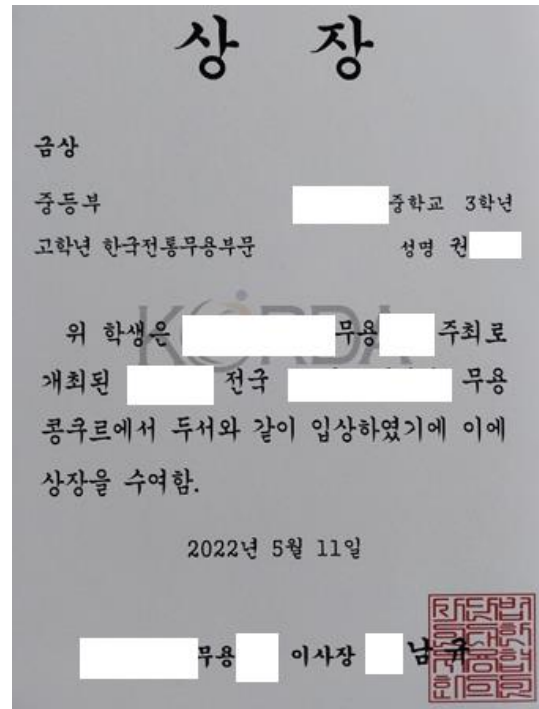 상 장
금상
중등부 중학교 3학년
고학년 한국전통무용부문 성명 권
KORDA
위 학생은 무용 주최로
개최된 전국 무용
콩쿠르에서 두서와 같이 입상하였기에 이에
상장을 수여함.
2022년 5월 11일
무용 이사장 남규